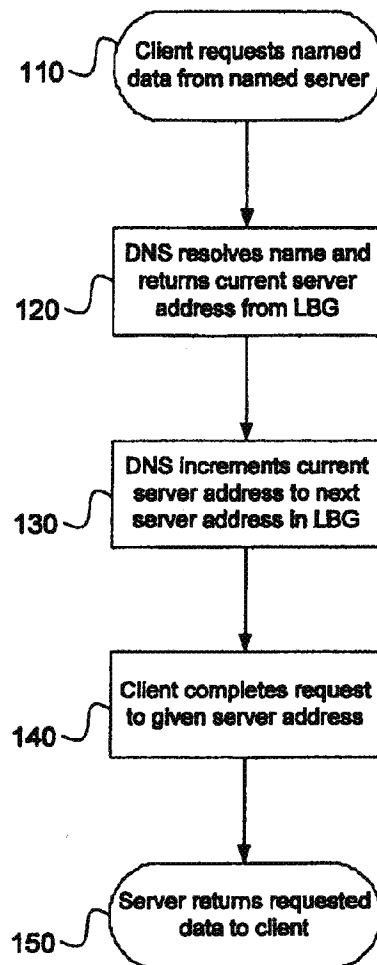 Client requests named
data from named server
110
DNS resolves name and
returns current server
address from LBG
120
DNS increments current
server address to next
server address in LBG
130
Client completes request
to given server address
140
Server returns requested
data to client
150